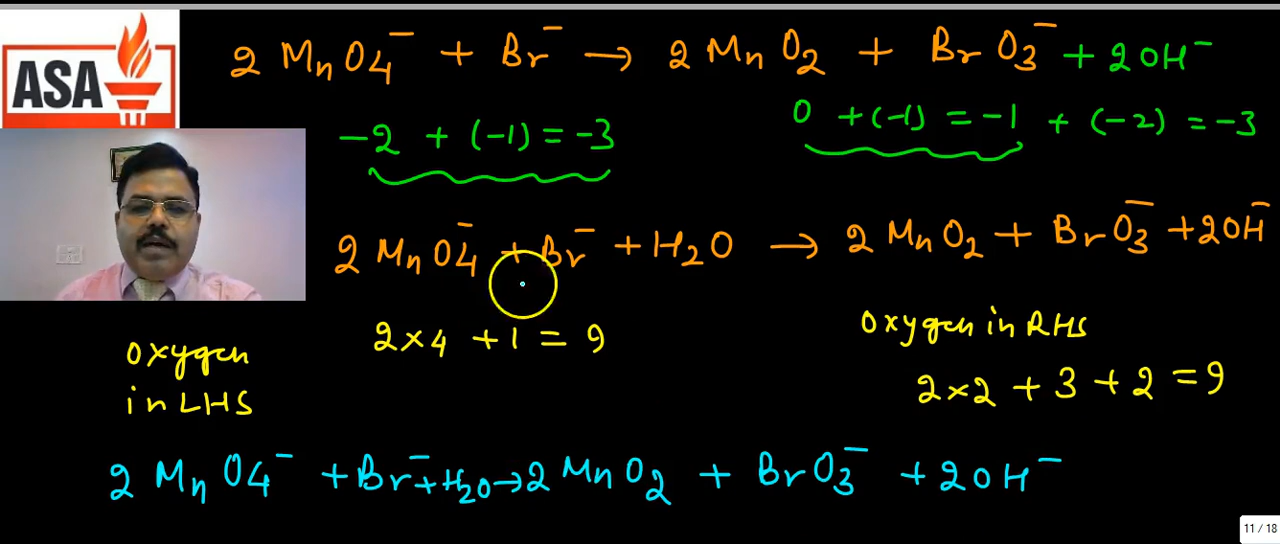 ASA
2 MnO4⁻ + Br⁻ → 2 MnO2 + BrO3⁻ + 2OH⁻
-2 + (-1) = -3
0 + (-1) = -1 + (-2) = -3
2 MnO4⁻ + Br⁻ + H2O → 2 MnO2 + BrO3⁻ + 2OH⁻
2×4 + 1 = 9
oxygen in RHS
oxygen
in LHS
2×2 + 3 + 2 = 9
2 MnO4⁻ + Br⁻ + H2O → 2 MnO2 + BrO3⁻ + 2OH⁻
11 / 18